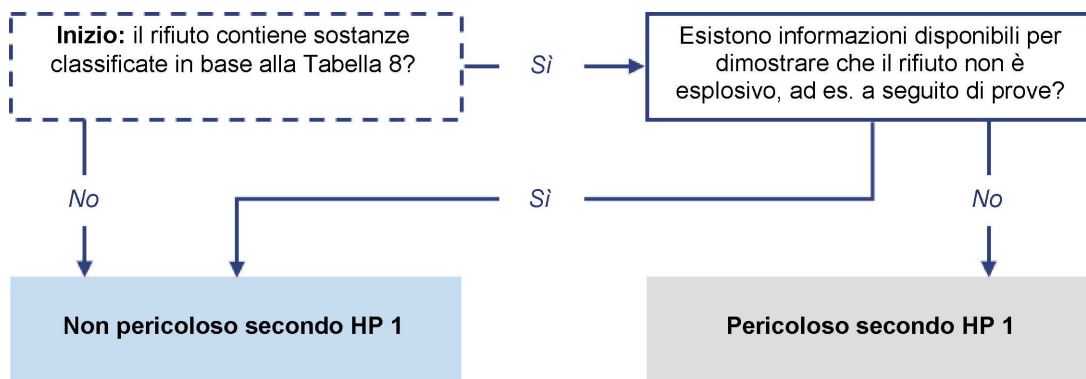 Inizio: il rifiuto contiene sostanze
classificate in base alla Tabella 8?
Sì
Esistono informazioni disponibili per
dimostrare che il rifiuto non è
esplosivo, ad es. a seguito di prove?
No
Sì
No
Non pericoloso secondo HP 1
Pericoloso secondo HP 1